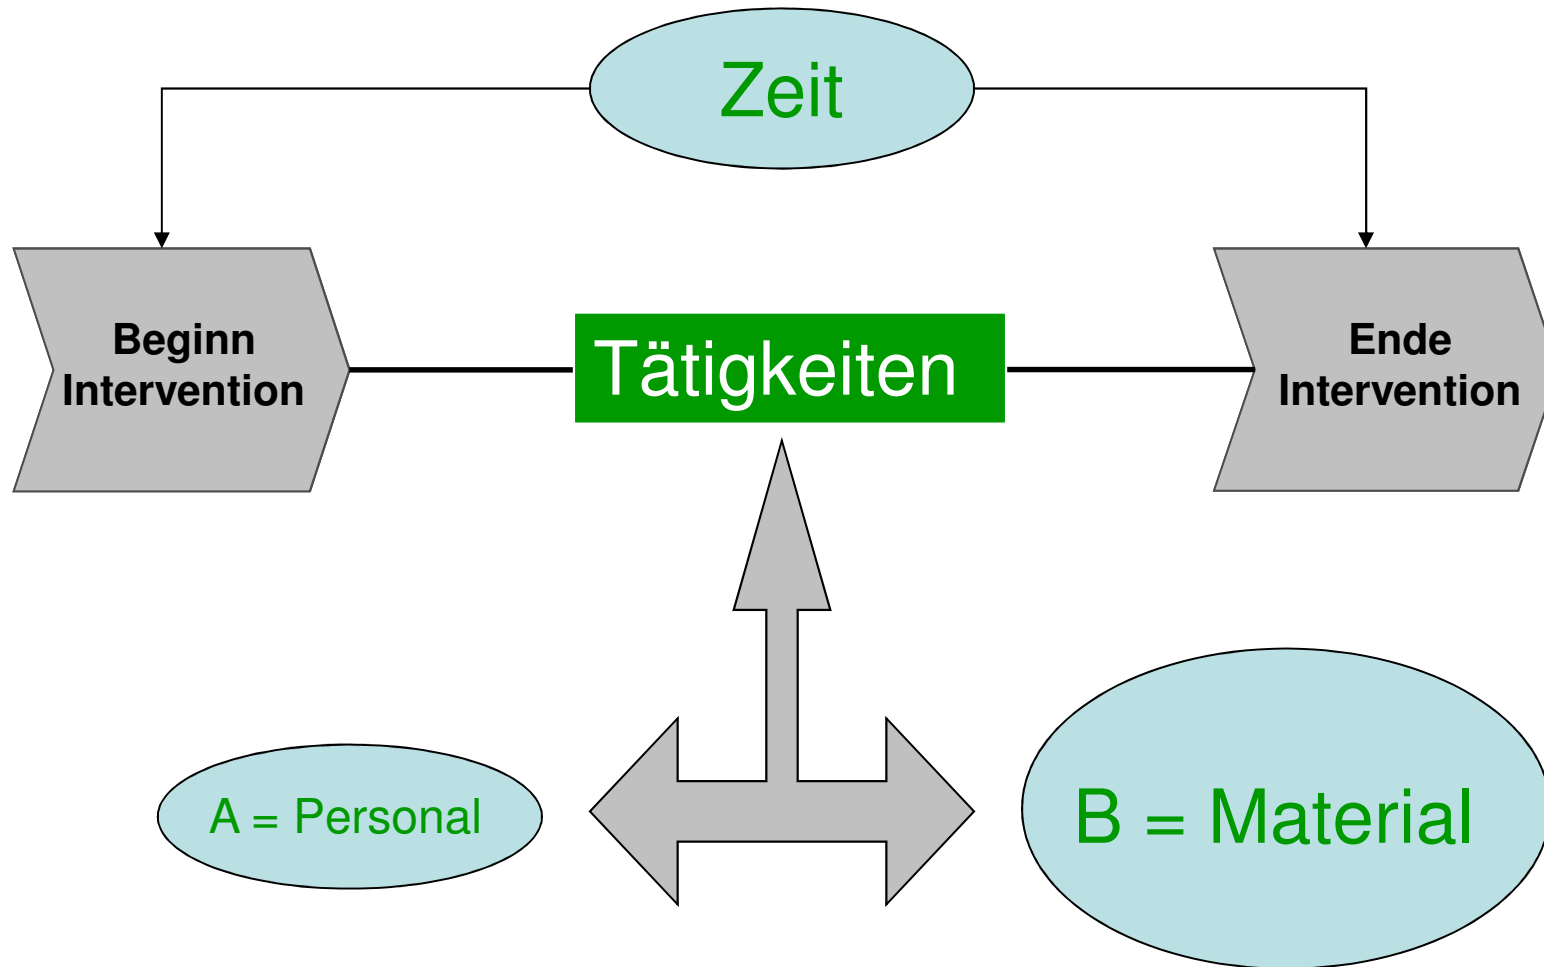 Zeit
Beginn
Intervention
Tätigkeiten
Ende
Intervention
A = Personal
B = Material